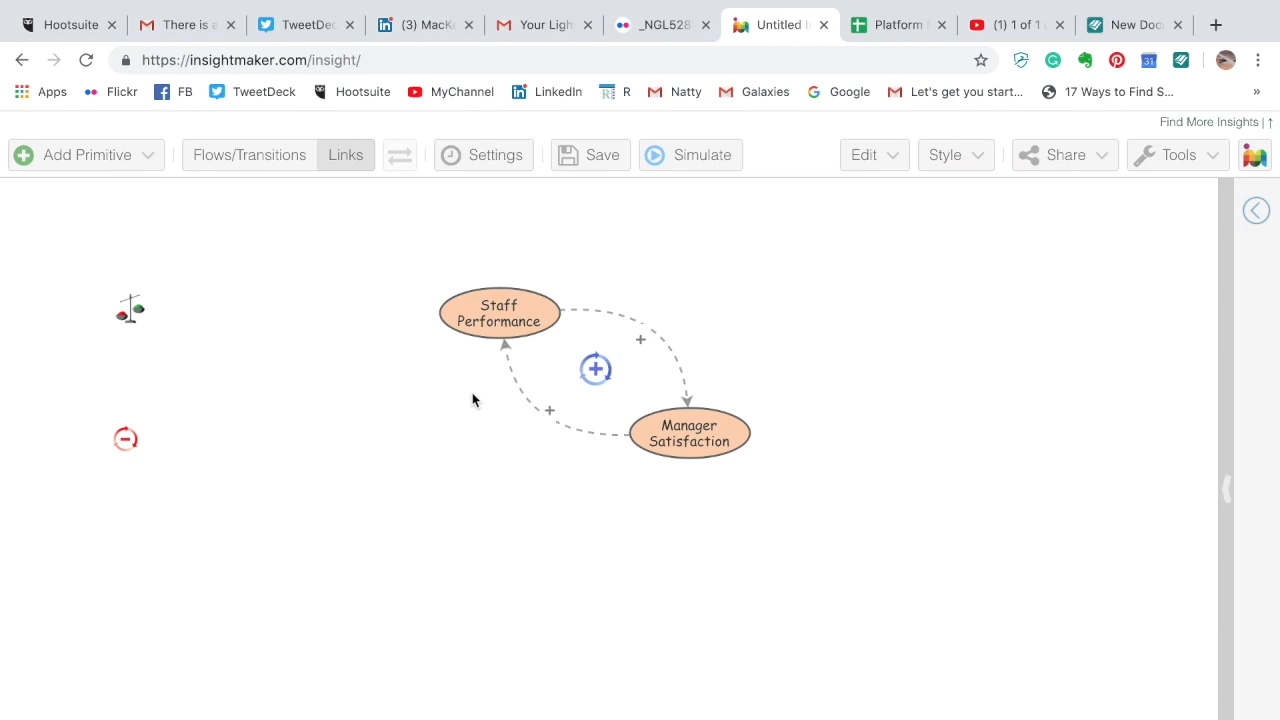 Hootsuite
There is a
TweetDec
(3) MacKe
Your Ligh
_NGL528
Untitled I
Platform
(1) 1 of 1
New Doc
https://insightmaker.com/insight/
31
Apps
Flickr
FB
TweetDeck
Hootsuite
MyChannel
LinkedIn
R
Natty
Galaxies
Google
Let's get you start...
17 Ways to Find S...
»
Find More Insights | ↑
Add Primitive
Flows/Transitions
Links
Settings
Save
Simulate
Edit
Style
Share
Tools
Staff
Performance
+
+
+
Manager
Satisfaction